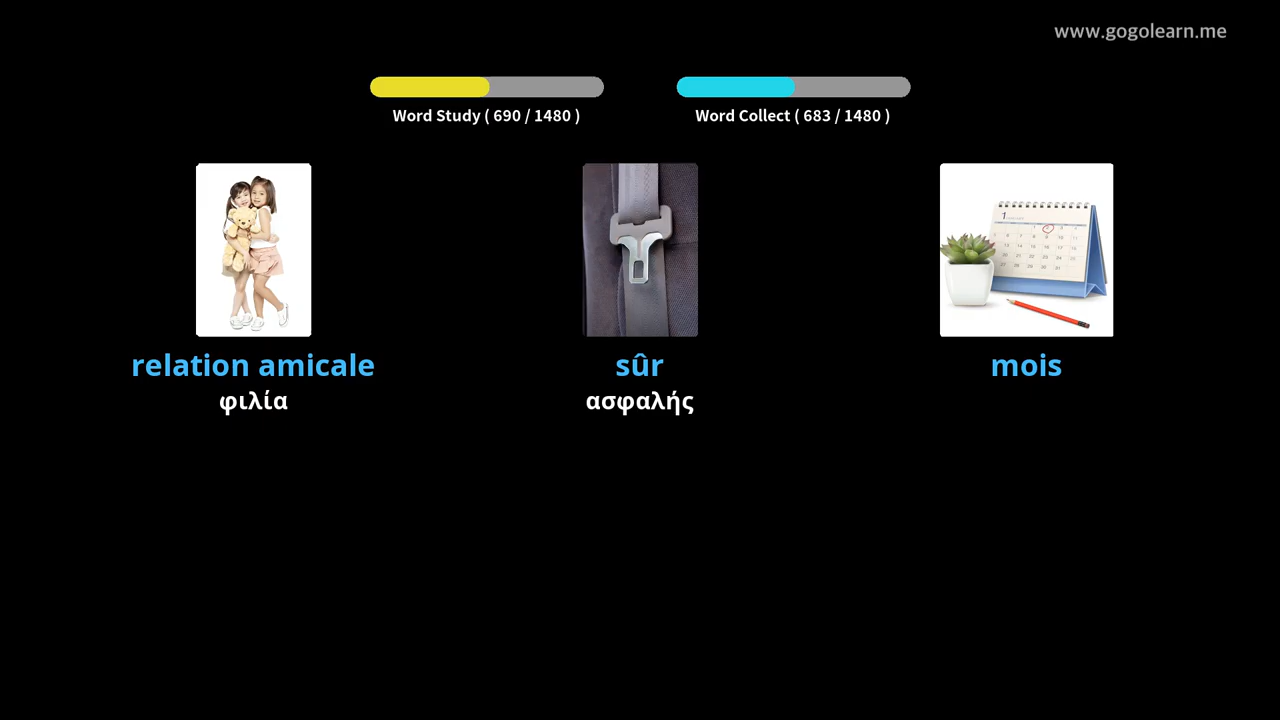 www.gogolearn.me
Word Study ( 690 / 1480 )
Word Collect ( 683 / 1480 )
relation amicale
φιλία
sûr
ασφαλής
mois